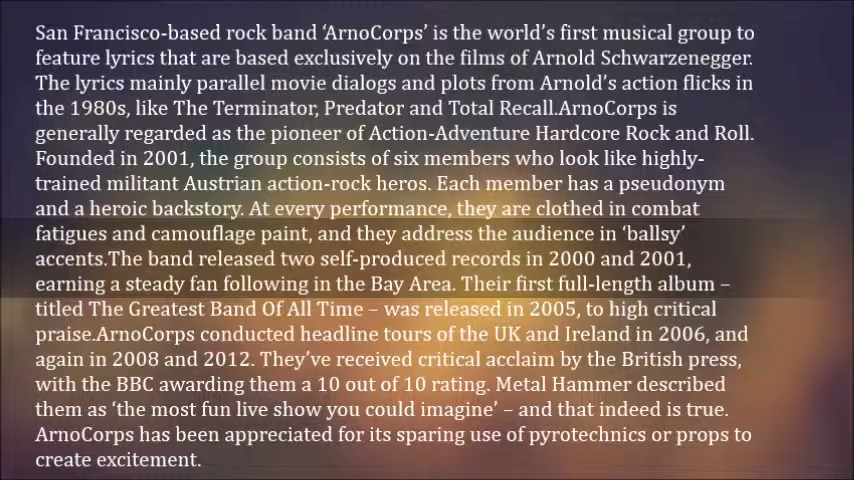 San Francisco-based rock band ‘ArnoCorps’ is the world’s first musical group to
feature lyrics that are based exclusively on the films of Arnold Schwarzenegger.
The lyrics mainly parallel movie dialogs and plots from Arnold’s action flicks in
the 1980s, like The Terminator, Predator and Total Recall.ArnoCorps is
generally regarded as the pioneer of Action-Adventure Hardcore Rock and Roll.
Founded in 2001, the group consists of six members who look like highly-
trained militant Austrian action-rock heros. Each member has a pseudonym
and a heroic backstory. At every performance, they are clothed in combat
fatigues and camouflage paint, and they address the audience in ‘ballsy’
accents.The band released two self-produced records in 2000 and 2001,
earning a steady fan following in the Bay Area. Their first full-length album –
titled The Greatest Band Of All Time – was released in 2005, to high critical
praise.ArnoCorps conducted headline tours of the UK and Ireland in 2006, and
again in 2008 and 2012. They’ve received critical acclaim by the British press,
with the BBC awarding them a 10 out of 10 rating. Metal Hammer described
them as ‘the most fun live show you could imagine’ – and that indeed is true.
ArnoCorps has been appreciated for its sparing use of pyrotechnics or props to
create excitement.